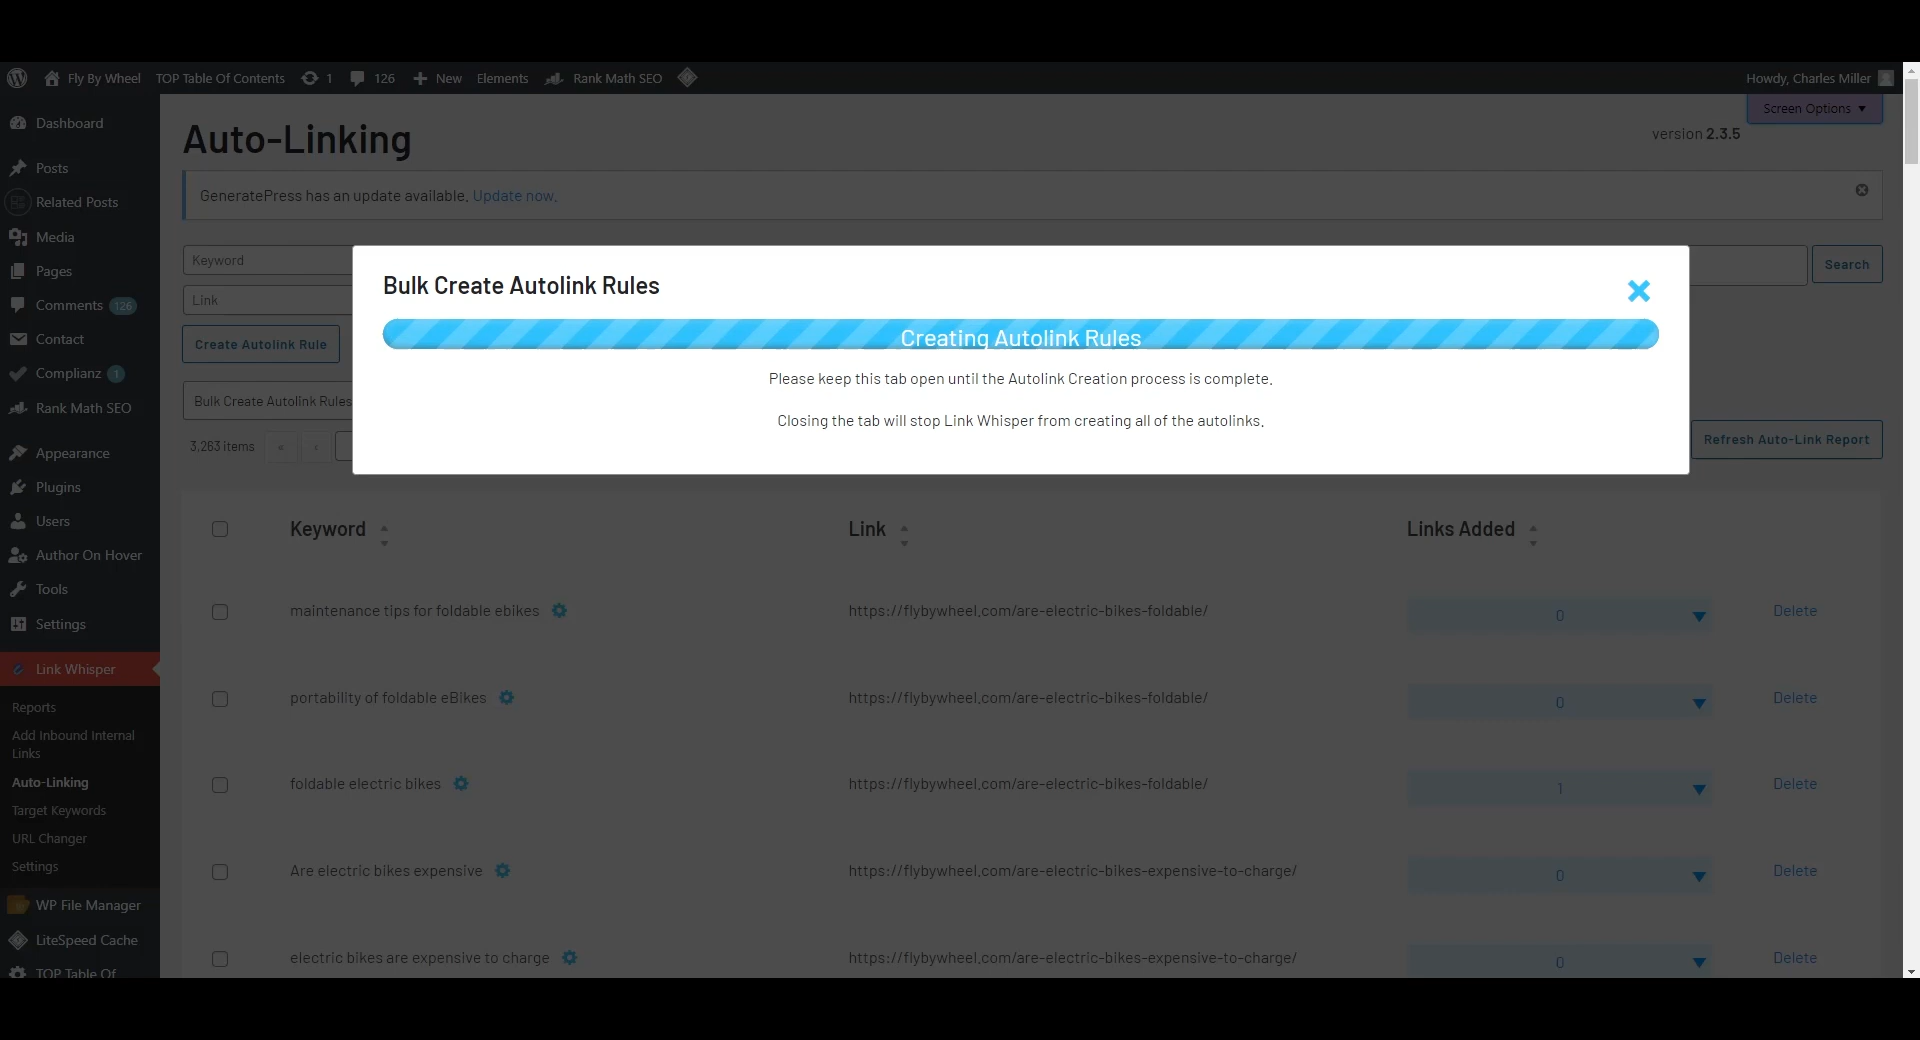 Fly By Wheel TOP Table Of Contents 1 126 New Elements Rank Math SEO Howdy, Charles Miller
Screen Options
Dashboard
Posts
Related Posts
Media
Pages
Comments 126
Contact
Complianz 1
Rank Math SEO
Appearance
Plugins
Users
Author On Hover
Tools
Settings
Link Whisper
Reports
Add Inbound Internal
Links
Auto-Linking
Target Keywords
URL Changer
Settings
WP File Manager
LiteSpeed Cache
TOP Table Of
Auto-Linking
version 2.3.5
GeneratePress has an update available. Update now.
Keyword
Search
Link
Create Autolink Rule
Bulk Create Autolink Rules
3,263 items « ‹
Refresh Auto-Link Report
Bulk Create Autolink Rules
Creating Autolink Rules
Please keep this tab open until the Autolink Creation process is complete.
Closing the tab will stop Link Whisper from creating all of the autolinks.
Keyword Link Links Added
maintenance tips for foldable ebikes https://flybywheel.com/are-electric-bikes-foldable/ 0 Delete
portability of foldable eBikes https://flybywheel.com/are-electric-bikes-foldable/ 0 Delete
foldable electric bikes https://flybywheel.com/are-electric-bikes-foldable/ 1 Delete
Are electric bikes expensive https://flybywheel.com/are-electric-bikes-expensive-to-charge/ 0 Delete
electric bikes are expensive to charge https://flybywheel.com/are-electric-bikes-expensive-to-charge/ 0 Delete